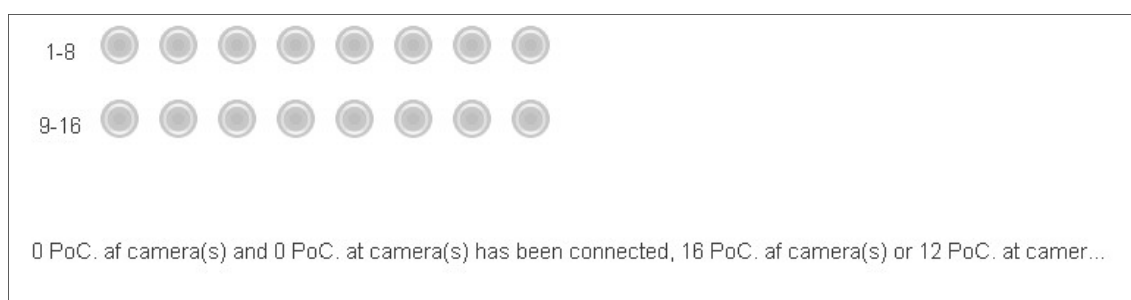 1-8
9-16
0 PoC. af camera(s) and 0 PoC. at camera(s) has been connected, 16 PoC. af camera(s) or 12 PoC. at camer...